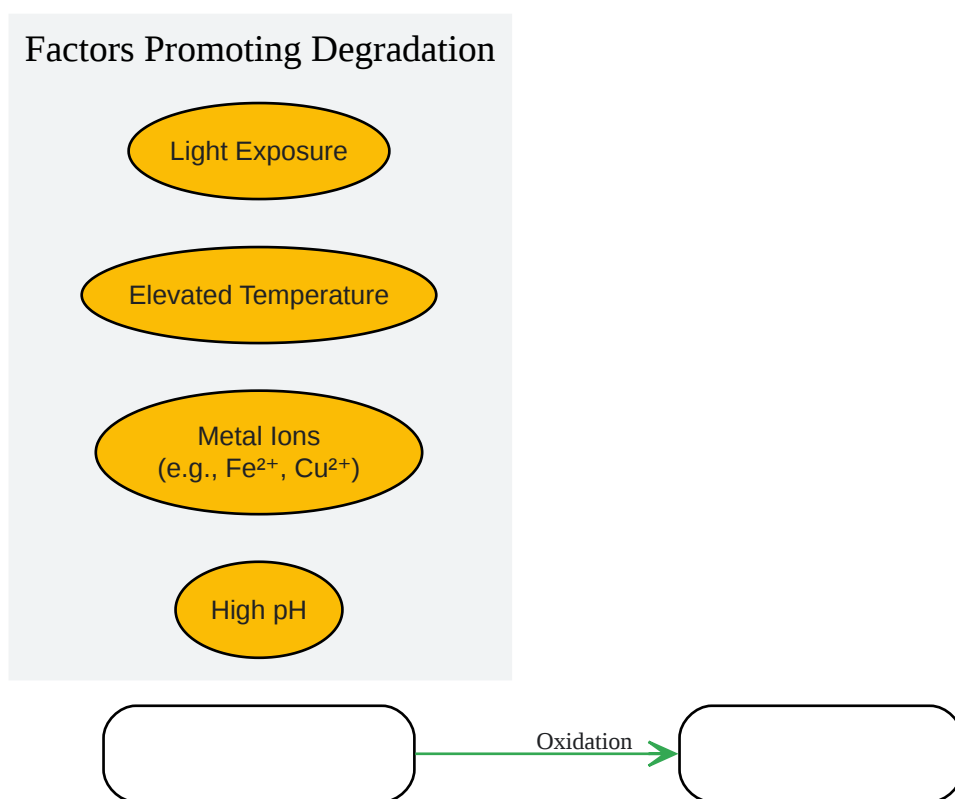 Factors Promoting Degradation
Light Exposure
Elevated Temperature
Metal Ions
(e.g., Fe²⁺, Cu²⁺)
High pH
Oxidation